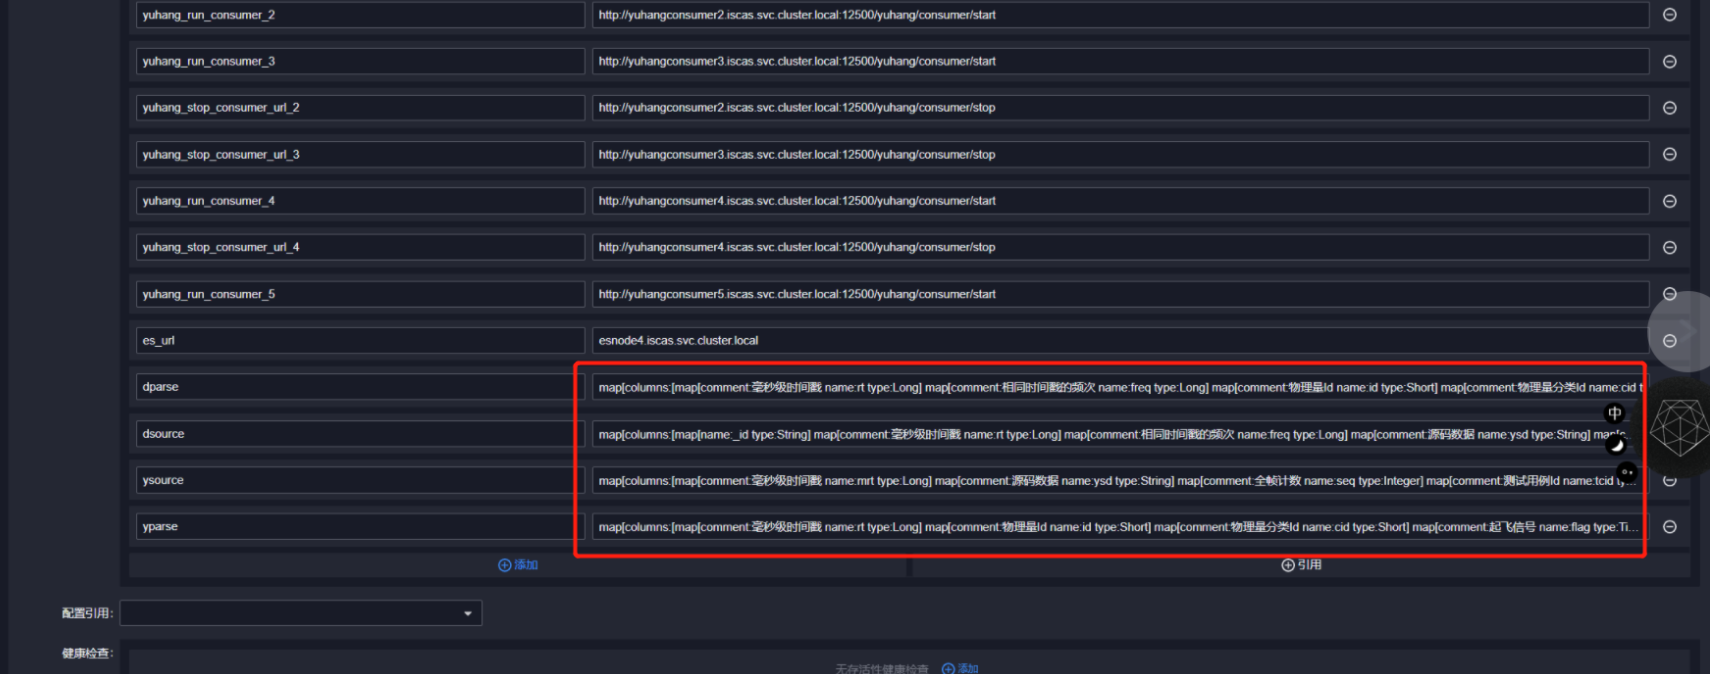 yuhang_run_consumer_2 http://yuhangconsumer2.iscas.svc.cluster.local:12500/yuhang/consumer/start
yuhang_run_consumer_3 http://yuhangconsumer3.iscas.svc.cluster.local:12500/yuhang/consumer/start
yuhang_stop_consumer_url_2 http://yuhangconsumer2.iscas.svc.cluster.local:12500/yuhang/consumer/stop
yuhang_stop_consumer_url_3 http://yuhangconsumer3.iscas.svc.cluster.local:12500/yuhang/consumer/stop
yuhang_run_consumer_4 http://yuhangconsumer4.iscas.svc.cluster.local:12500/yuhang/consumer/start
yuhang_stop_consumer_url_4 http://yuhangconsumer4.iscas.svc.cluster.local:12500/yuhang/consumer/stop
yuhang_run_consumer_5 http://yuhangconsumer5.iscas.svc.cluster.local:12500/yuhang/consumer/start
es_url esnode4.iscas.svc.cluster.local
dparse map[columns:[map[comment:毫秒级时间戳 name:rt type:Long] map[comment:相同时间戳的频次 name:freq type:Long] map[comment:物理量Id name:id type:Short] map[comment:物理量分类Id name:cid t
中
dsource map[columns:[map[name:_id type:String] map[comment:毫秒级时间戳 name:rt type:Long] map[comment:相同时间戳的频次 name:freq type:Long] map[comment:源码数据 name:ysd type:String] map[c...
ysource map[columns:[map[comment:毫秒级时间戳 name:mrt type:Long] map[comment:源码数据 name:ysd type:String] map[comment:全帧计数 name:seq type:Integer] map[comment:测试用例Id name:tcid ty...
yparse map[columns:[map[comment:毫秒级时间戳 name:rt type:Long] map[comment:物理量Id name:id type:Short] map[comment:物理量分类Id name:cid type:Short] map[comment:起飞信号 name:flag type:Ti...
添加 引用
配置引用:
健康检查:
无存活性健康检查 添加